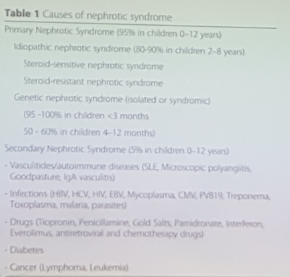 Table 1 Causes of nephrotic syndrome
Primary Nephrotic Syndrome (95% in children 0-12 years)
Idiopathic nephrotic syndrome (80-90% in children 2-8 years)
Steroid-sensitive nephrotic syndrome
Steroid-resistant nephrotic syndrome
Genetic nephrotic syndrome (isolated or syndromic)
(95 -100% in children <3 months
50 - 60% in children 4-12 months)
Secondary Nephrotic Syndrome (5% in children 0-12 years)
- Vasculitides/autoimmune diseases (SLE, Microscopic polyangiitis,
Goodpasture, IgA vasculitis)
- Infections (HBV, HCV, HIV, EBV, Mycoplasma, CMV, PVB19, Treponema,
Toxoplasma, malaria, parasites)
- Drugs (Tiopronin, Penicillamine, Gold Salts, Pamidronate, Interferon,
Everolimus, antiretroviral and chemotherapy drugs)
- Diabetes
- Cancer (Lymphoma, Leukemia)